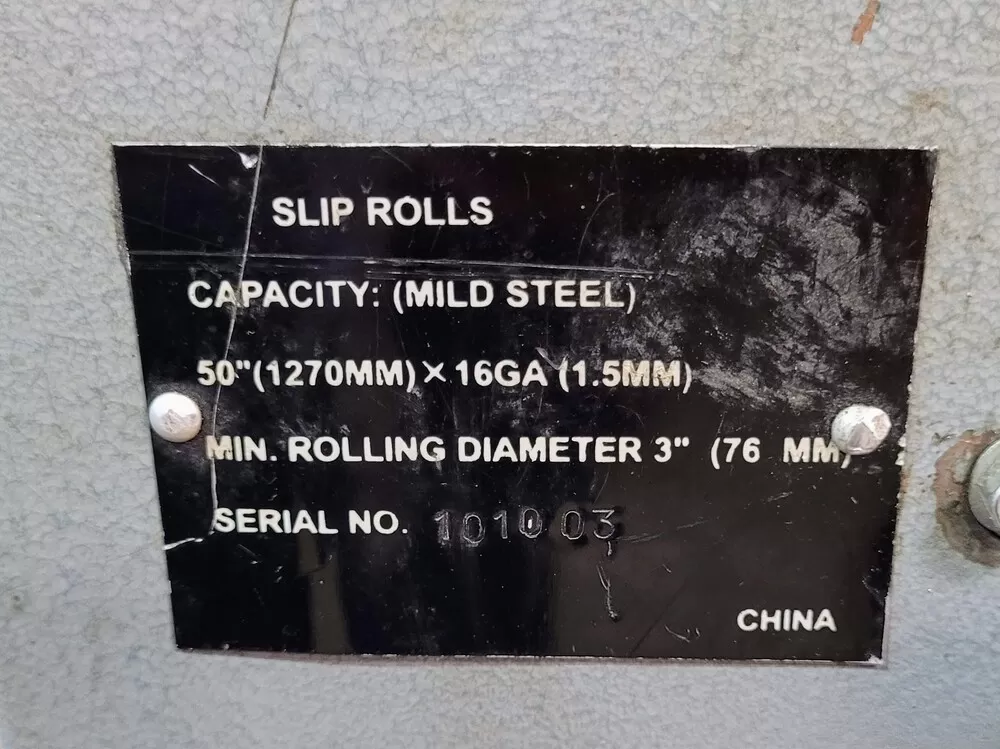 SLIP ROLLS
CAPACITY: (MILD STEEL)
50"(1270MM)×16GA (1.5MM)
MIN. ROLLING DIAMETER 3" (76 MM)
SERIAL NO. 101003
CHINA